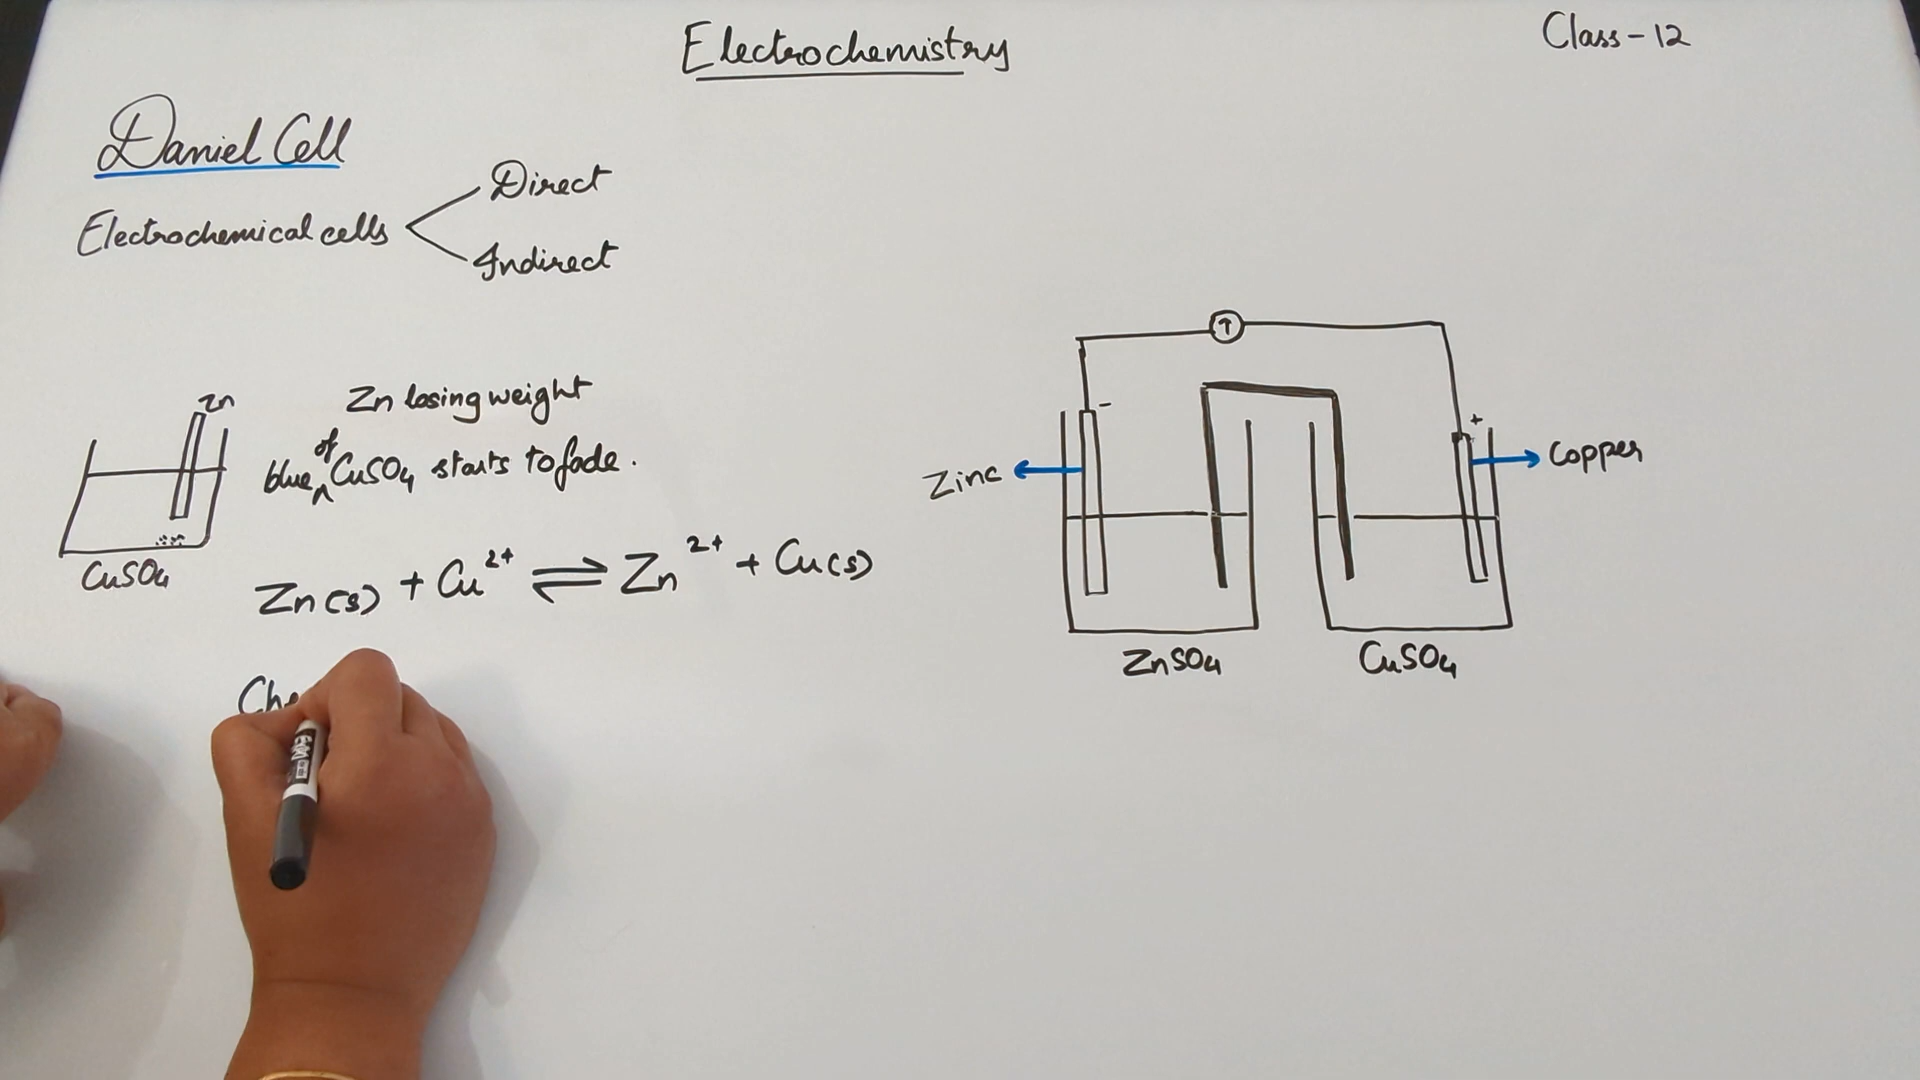 Electrochemistry
Class-12
Daniel Cell
Electrochemical cells
Direct
Indirect
Zn
Zn losing weight
blue of CuSO4 starts to fade.
CuSO4
Zn(s) + Cu2+ ⇌ Zn2+ + Cu(s)
Che
↑
-
+
Zinc
Copper
ZnSO4
CuSO4